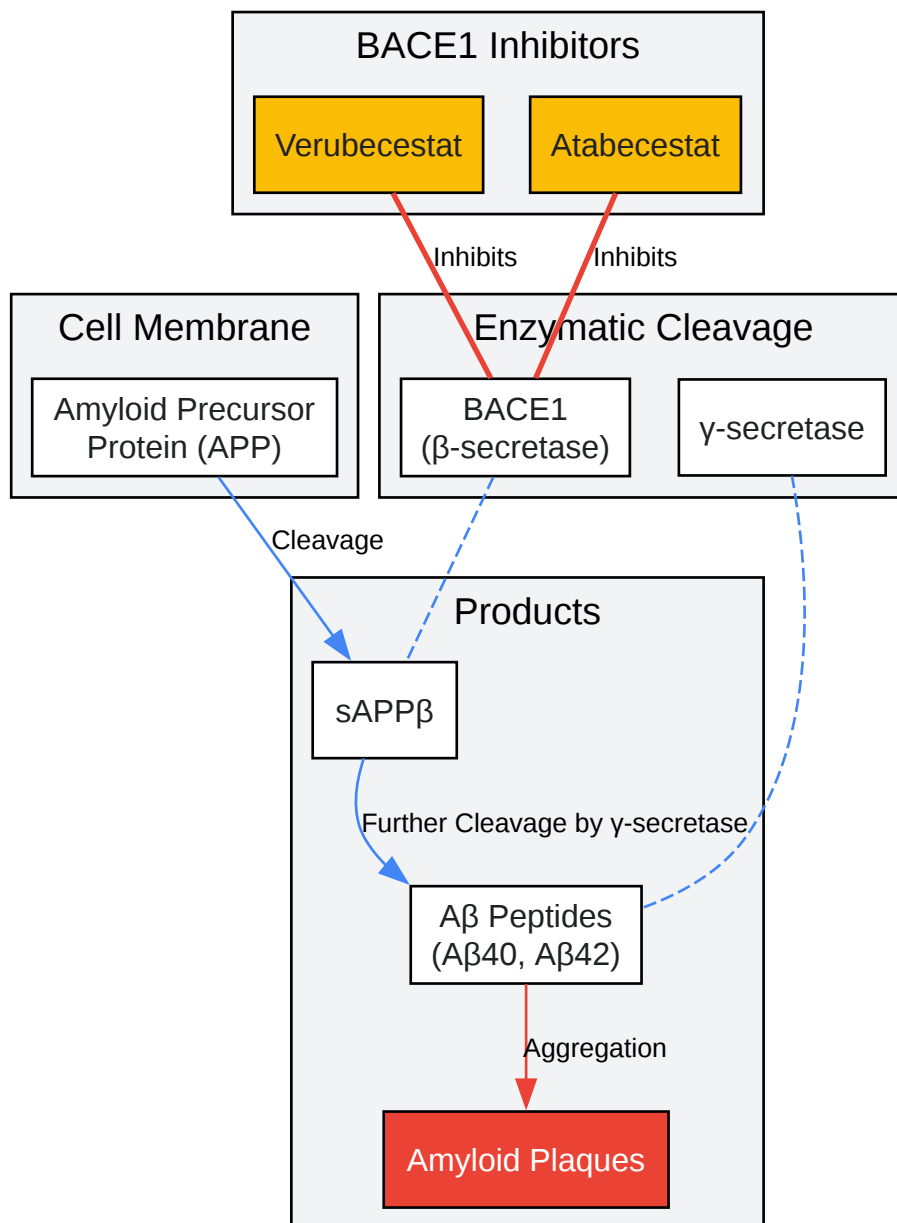 BACE1 Inhibitors
Verubecestat
Atabecestat
Inhibits
Inhibits
Cell Membrane
Amyloid Precursor
Protein (APP)
Enzymatic Cleavage
BACE1
(β-secretase)
γ-secretase
Cleavage
Products
sAPPβ
Further Cleavage by γ-secretase
Aβ Peptides
(Aβ40, Aβ42)
Aggregation
Amyloid Plaques